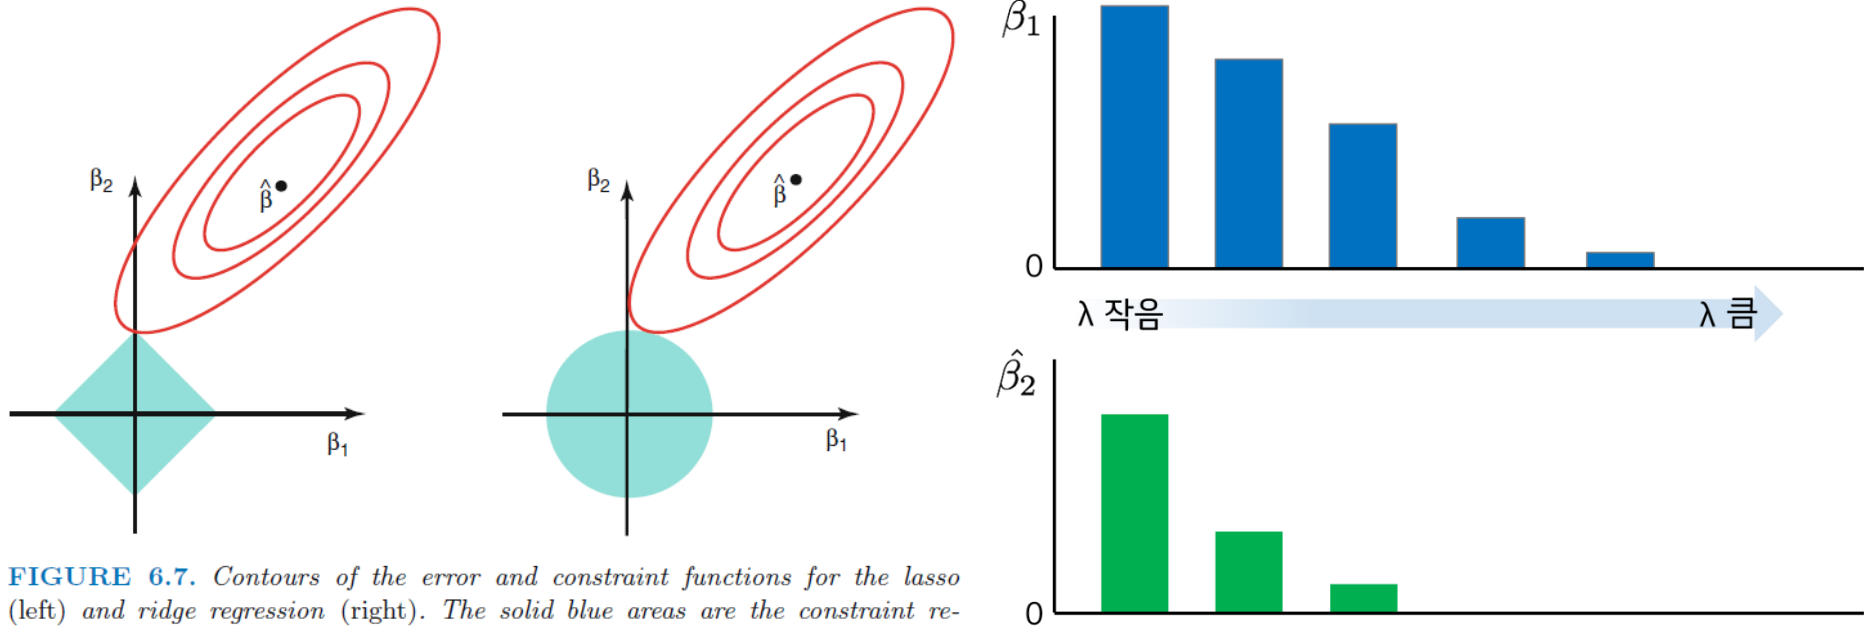 β₂
β̂
β₁
β₂
β̂
β₁
FIGURE 6.7. Contours of the error and constraint functions for the lasso
(left) and ridge regression (right). The solid blue areas are the constraint re-
β₁
0
λ 작음
λ 큼
β̂₂
0